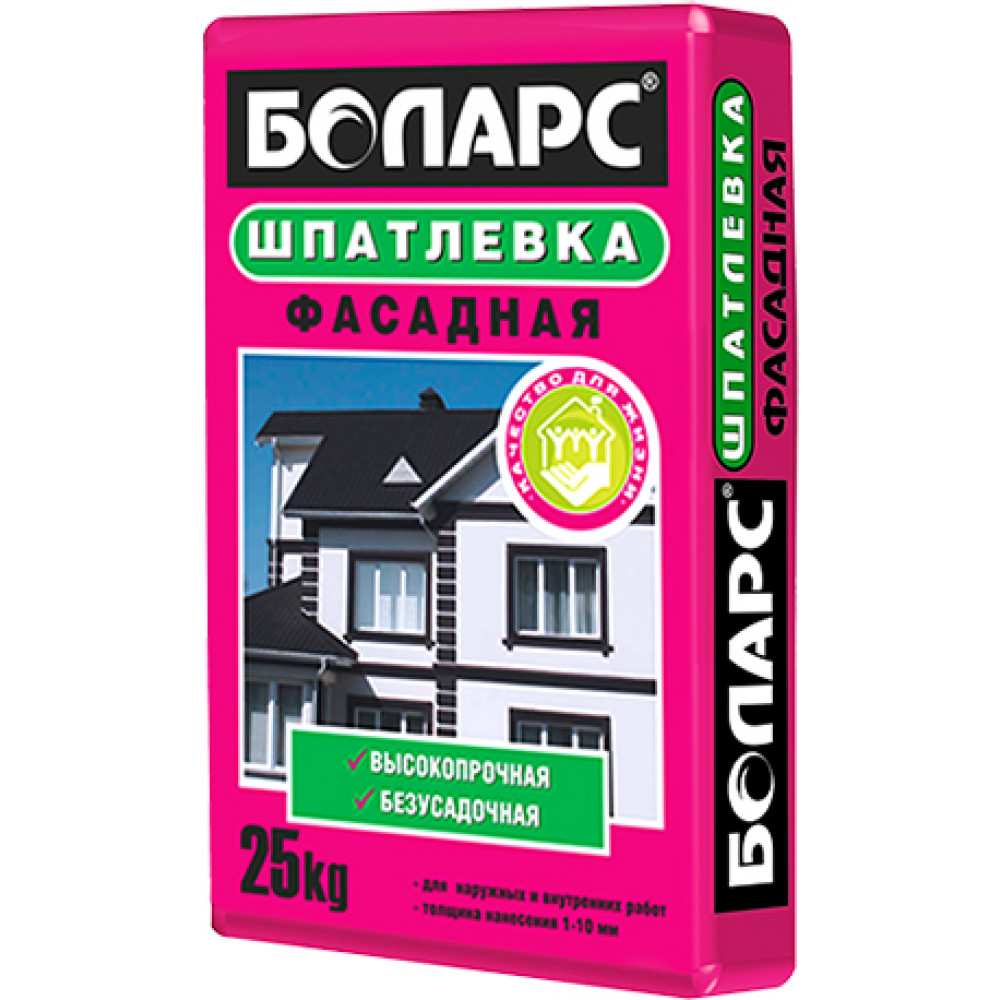 БОЛАРС®
ШПАТЛЕВКА
ФАСАДНАЯ
· КАЧЕСТВО ДЛЯ ЖИЗНИ ·
✓ ВЫСОКОПРОЧНАЯ
✓ БЕЗУСАДОЧНАЯ
25kg
- для наружных и внутренних работ
- толщина нанесения 1-10 мм
ШПАТЛЕВКА
ФАСАДНАЯ
БОЛАРС®